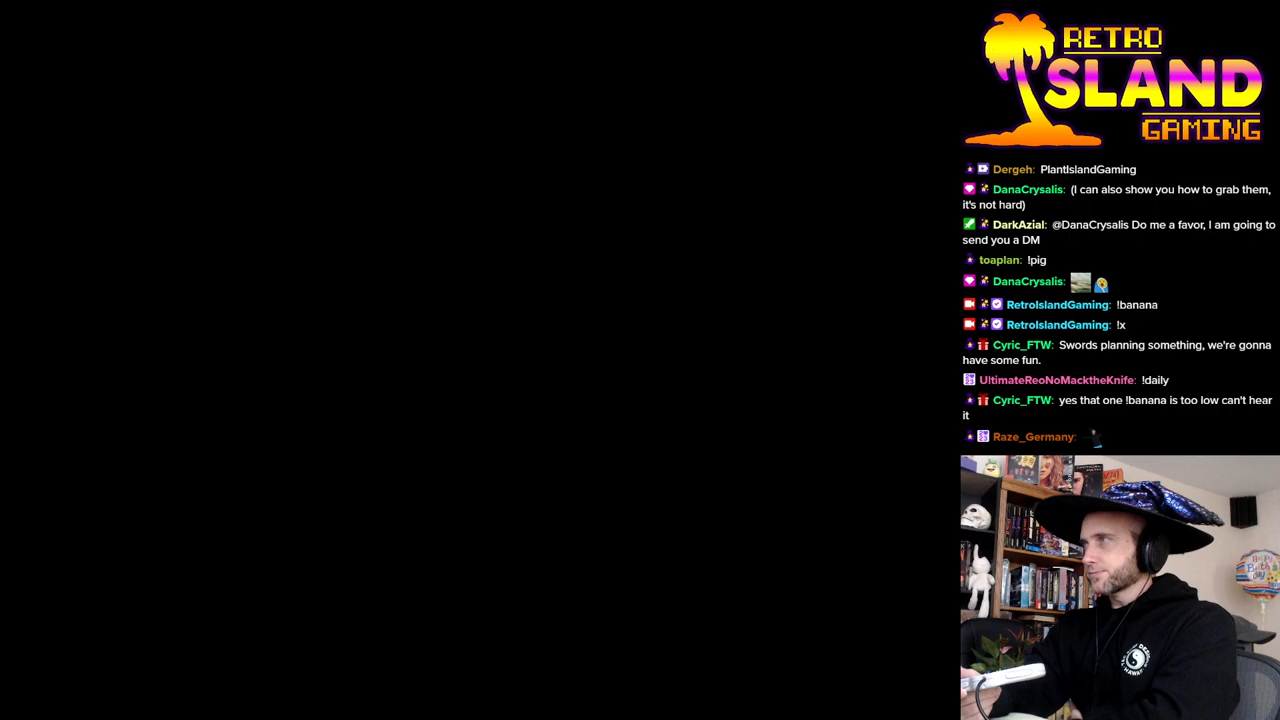 RETRO
ISLAND
GAMING
Dergeh: PlantIslandGaming
DanaCrysalis: (I can also show you how to grab them,
it's not hard)
DarkAzial: @DanaCrysalis Do me a favor, I am going to
send you a DM
toaplan: !pig
DanaCrysalis:
RetroIslandGaming: !banana
RetroIslandGaming: !x
Cyric_FTW: Swords planning something, we're gonna
have some fun.
UltimateReoNoMacktheKnife: !daily
Cyric_FTW: yes that one !banana is too low can't hear
it
Raze_Germany:
Happy
Birth
day